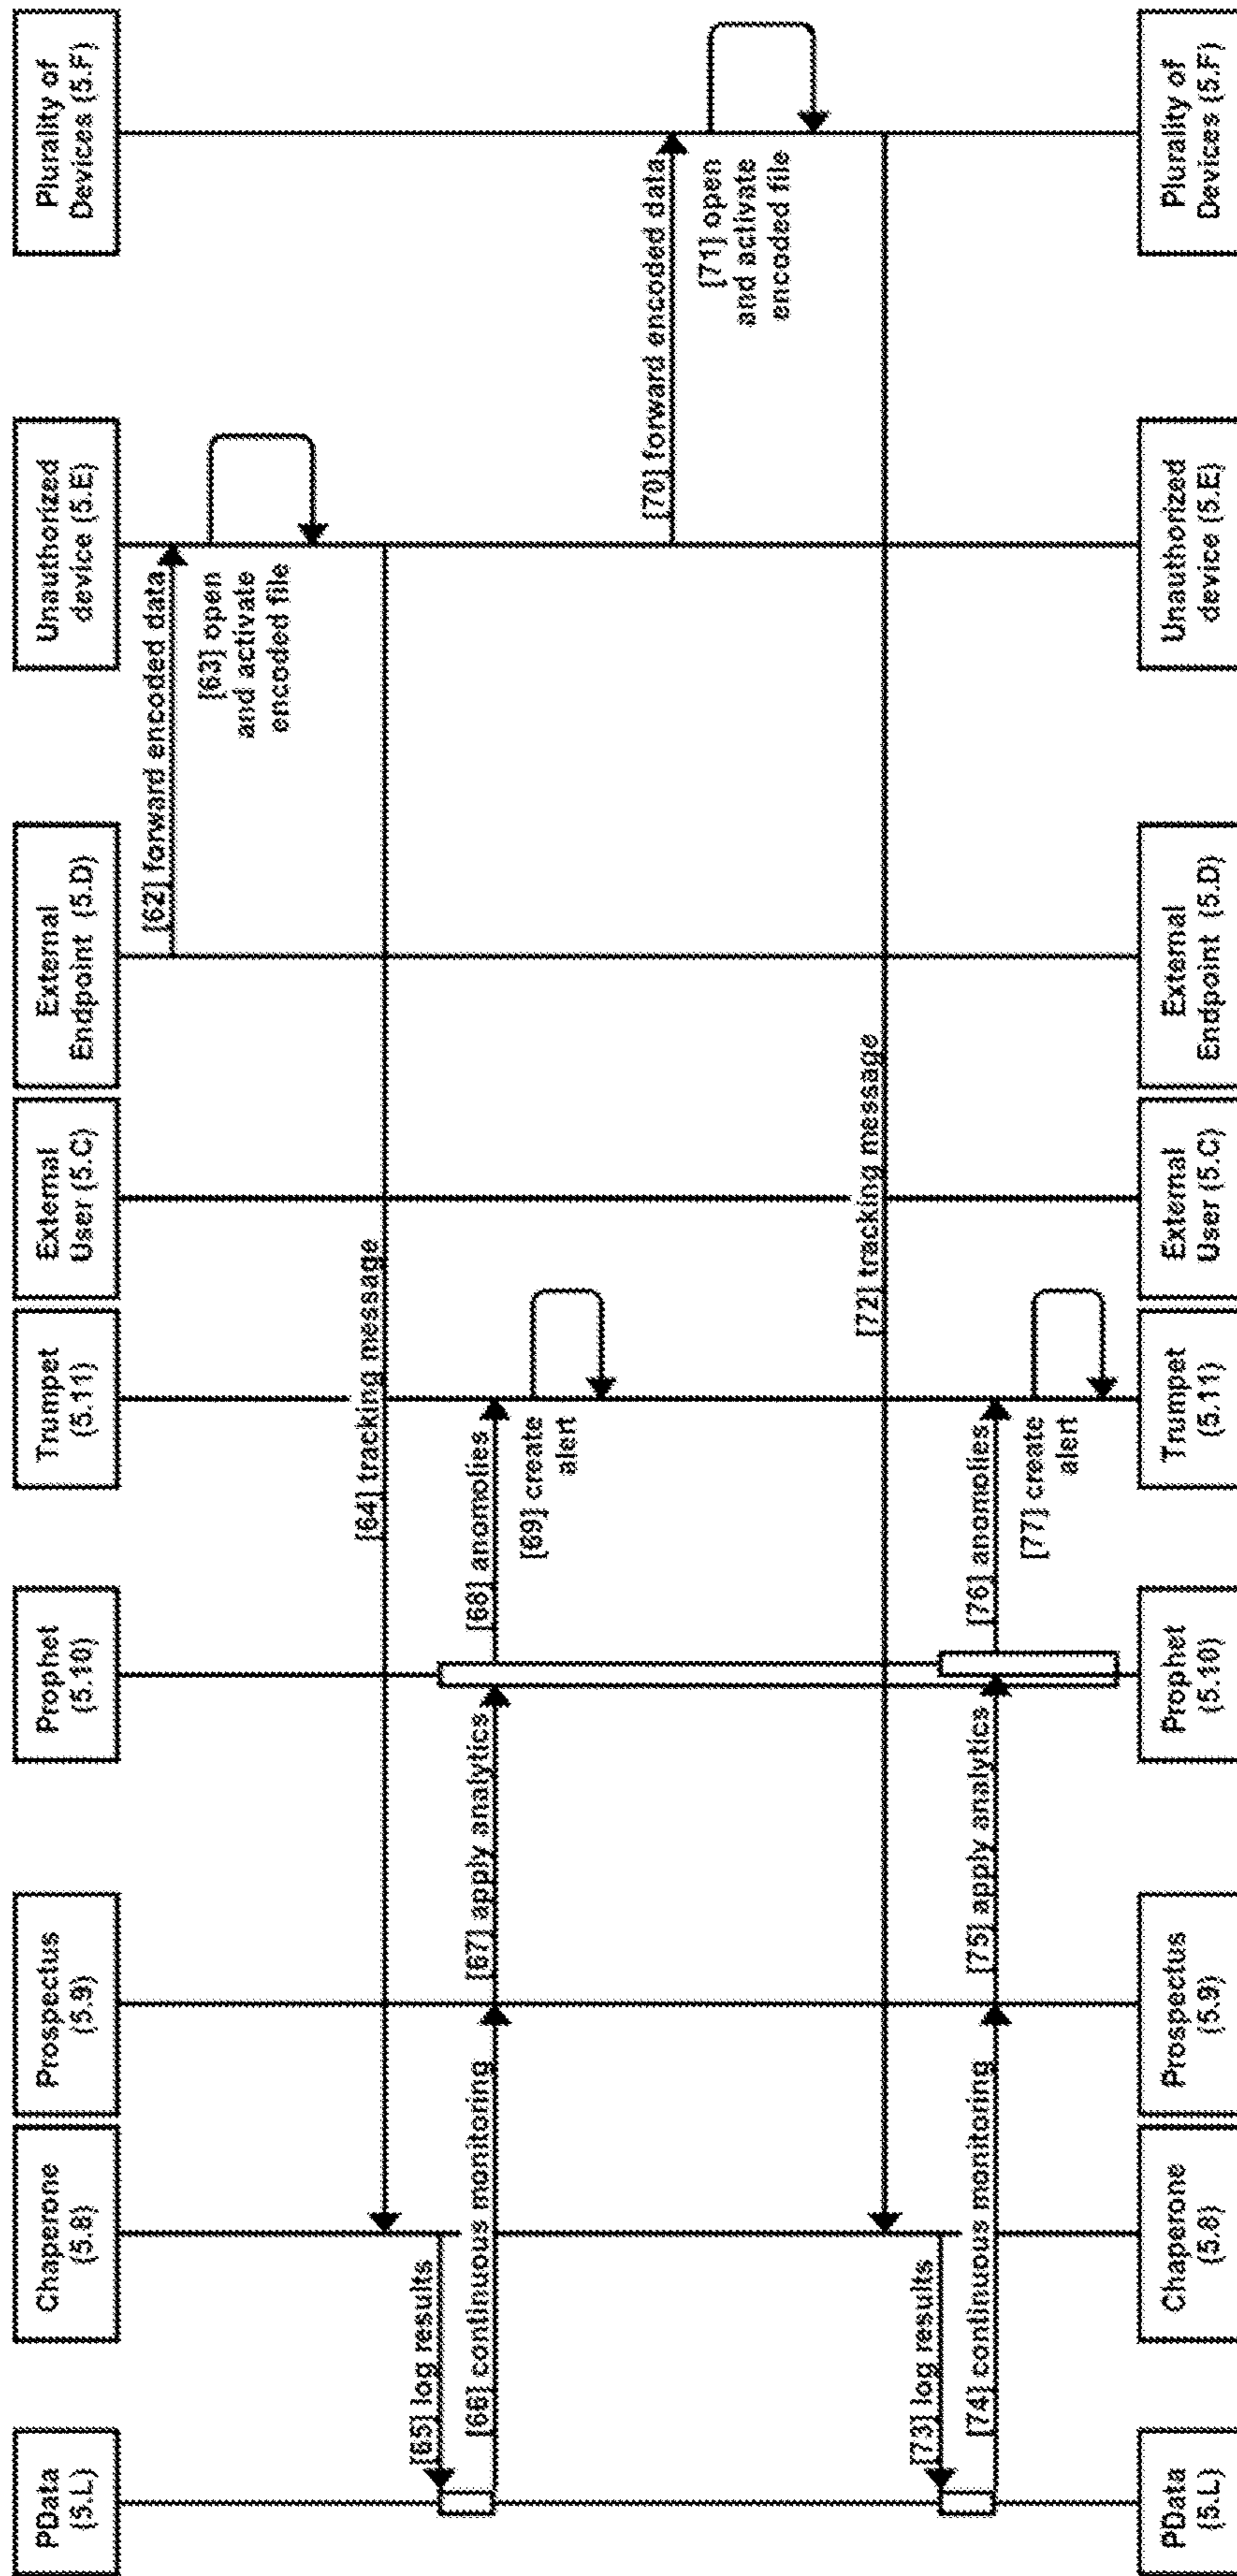 PData
(5.L)
Chaperone
(5.8)
Prospectus
(5.9)
Prophet
(5.10)
Trumpet
(5.11)
External
User (5.C)
External
Endpoint (5.D)
Unauthorized
device (5.E)
Plurality of
Devices (5.F)
[62] forward encoded data
[63] open
and activate
encoded file
[64] tracking message
[65] log results
[66] continuous monitoring
[67] apply analytics
[68] anomolies
[69] create
alert
[70] forward encoded data
[71] open
and activate
encoded file
[72] tracking message
[73] log results
[74] continuous monitoring
[75] apply analytics
[76] anomolies
[77] create
alert
PData
(5.L)
Chaperone
(5.8)
Prospectus
(5.9)
Prophet
(5.10)
Trumpet
(5.11)
External
User (5.C)
External
Endpoint (5.D)
Unauthorized
device (5.E)
Plurality of
Devices (5.F)